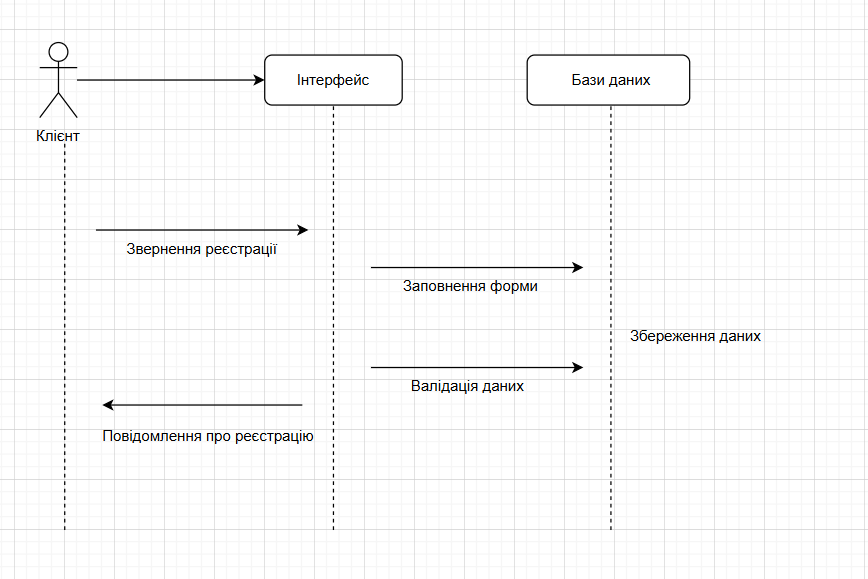 Інтерфейс
Бази даних
Клієнт
Звернення реєстрації
Заповнення форми
Збереження даних
Валідація даних
Повідомлення про реєстрацію